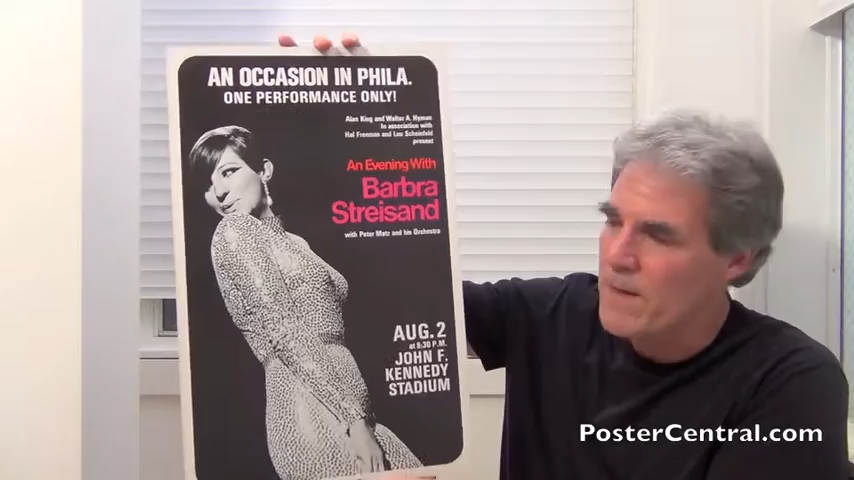 AN OCCASION IN PHILA.
ONE PERFORMANCE ONLY!
Alan King and Walter A. Hyman
In association with
Hal Freeman and Lou Scheinfeld
present
An Evening With
Barbra
Streisand
with Peter Matz and his Orchestra
AUG. 2
at 8:30 P.M.
JOHN F.
KENNEDY
STADIUM
PosterCentral.com